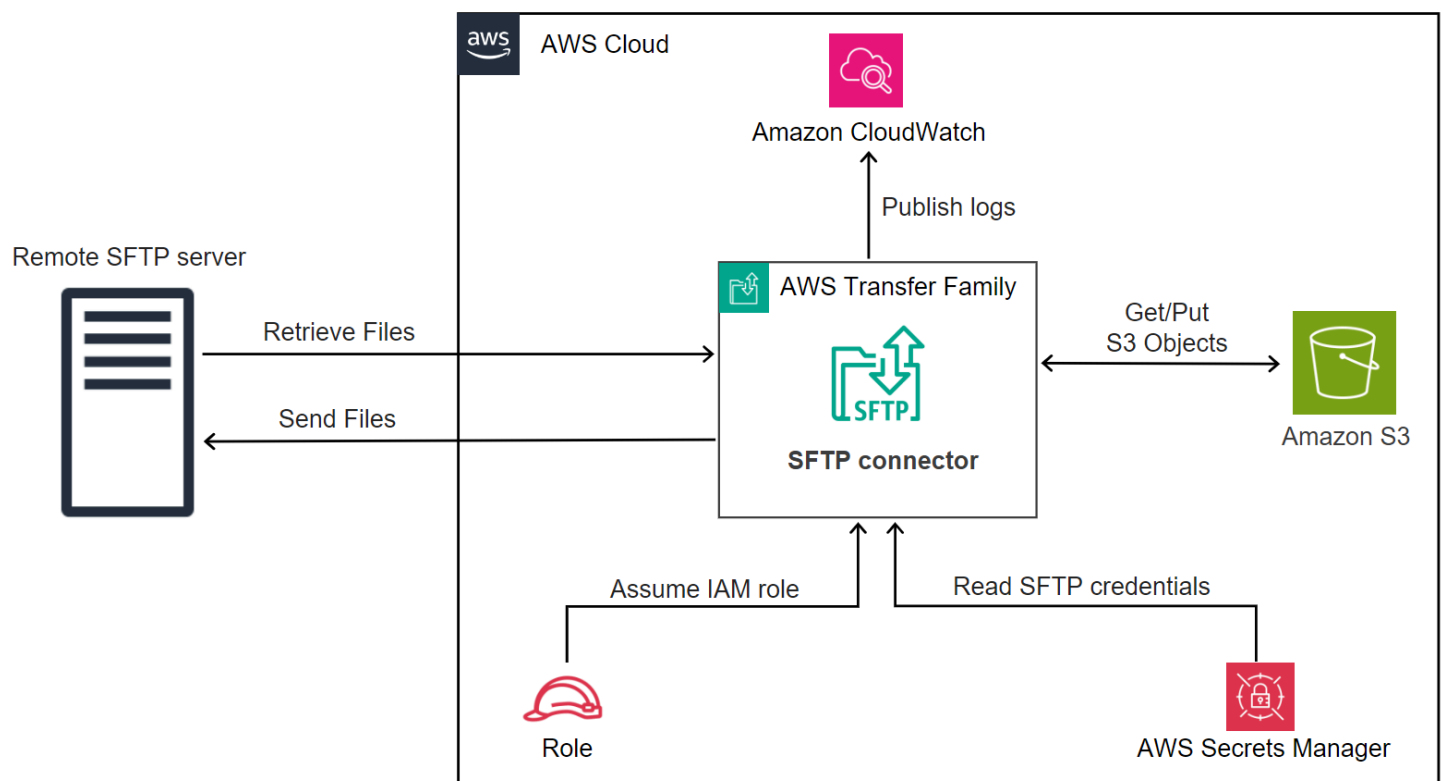 aws
AWS Cloud
Amazon CloudWatch
Publish logs
Remote SFTP server
AWS Transfer Family
Retrieve Files
Get/Put
S3 Objects
SFTP
Send Files
Amazon S3
SFTP connector
Assume IAM role
Read SFTP credentials
Role
AWS Secrets Manager